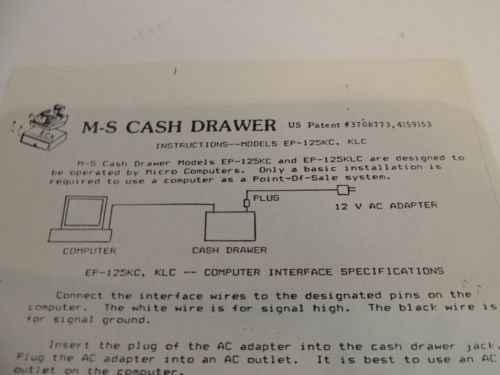 M-S CASH DRAWER US Patent #3708773,4159153
INSTRUCTIONS--MODELS EP-125KC, KLC
M-S Cash Drawer Models EP-125KC and EP-125KLC are designed to
be operated by Micro Computers. Only a basic installation is
required to use a computer as a Point-Of-Sale system.
PLUG
12 V AC ADAPTER
COMPUTER CASH DRAWER
EP-125KC, KLC -- COMPUTER INTERFACE SPECIFICATIONS
Connect the interface wires to the designated pins on the
computer. The white wire is for signal high. The black wire is
for signal ground.
Insert the plug of the AC adapter into the cash drawer jack.
Plug the AC adapter into an AC outlet. It is best to use an AC
outlet on the computer.